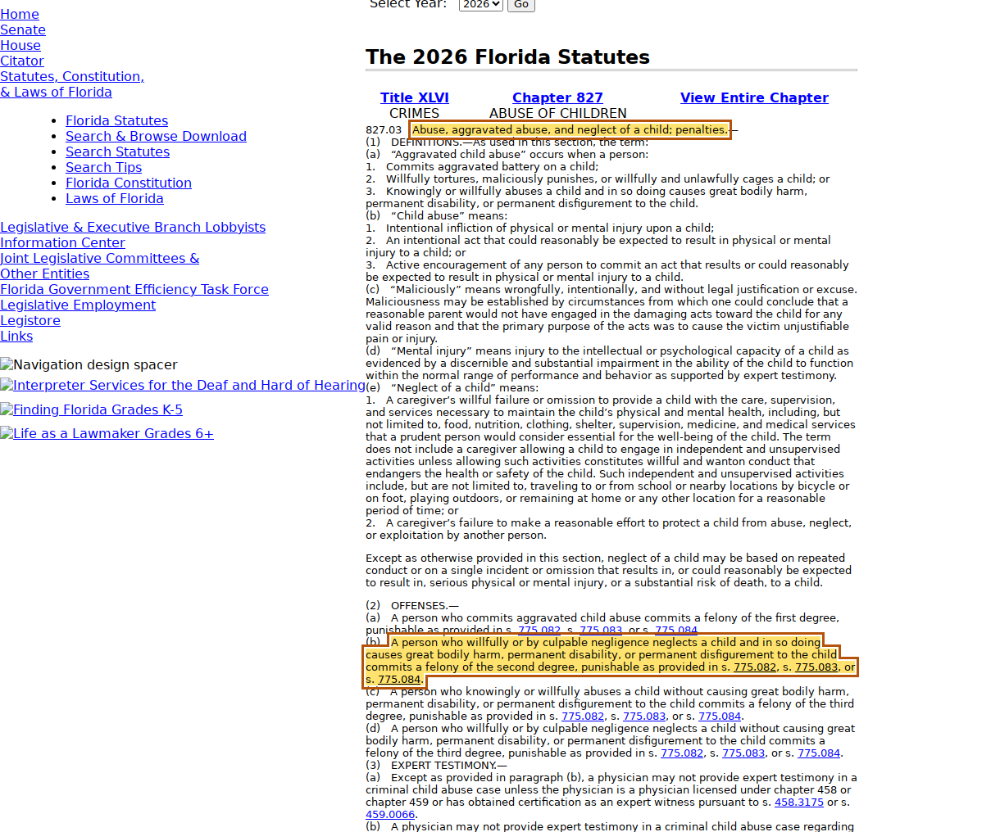 Home
Senate
House
Citator
Statutes, Constitution,
& Laws of Florida
Florida Statutes
Search & Browse Download
Search Statutes
Search Tips
Florida Constitution
Laws of Florida
Legislative & Executive Branch Lobbyists
Information Center
Joint Legislative Committees &
Other Entities
Florida Government Efficiency Task Force
Legislative Employment
Legistore
Links
Navigation design spacer
Interpreter Services for the Deaf and Hard of Hearing
Finding Florida Grades K-5
Life as a Lawmaker Grades 6+
Select Year: 2026 Go
The 2026 Florida Statutes
Title XLVI Chapter 827 View Entire Chapter
CRIMES ABUSE OF CHILDREN
827.03 Abuse, aggravated abuse, and neglect of a child; penalties.—
(1) DEFINITIONS.—As used in this section, the term:
(a) “Aggravated child abuse” occurs when a person:
1. Commits aggravated battery on a child;
2. Willfully tortures, maliciously punishes, or willfully and unlawfully cages a child; or
3. Knowingly or willfully abuses a child and in so doing causes great bodily harm,
permanent disability, or permanent disfigurement to the child.
(b) “Child abuse” means:
1. Intentional infliction of physical or mental injury upon a child;
2. An intentional act that could reasonably be expected to result in physical or mental
injury to a child; or
3. Active encouragement of any person to commit an act that results or could reasonably
be expected to result in physical or mental injury to a child.
(c) “Maliciously” means wrongfully, intentionally, and without legal justification or excuse.
Maliciousness may be established by circumstances from which one could conclude that a
reasonable parent would not have engaged in the damaging acts toward the child for any
valid reason and that the primary purpose of the acts was to cause the victim unjustifiable
pain or injury.
(d) “Mental injury” means injury to the intellectual or psychological capacity of a child as
evidenced by a discernible and substantial impairment in the ability of the child to function
within the normal range of performance and behavior as supported by expert testimony.
(e) “Neglect of a child” means:
1. A caregiver’s willful failure or omission to provide a child with the care, supervision,
and services necessary to maintain the child’s physical and mental health, including, but
not limited to, food, nutrition, clothing, shelter, supervision, medicine, and medical services
that a prudent person would consider essential for the well-being of the child. The term
does not include a caregiver allowing a child to engage in independent and unsupervised
activities unless allowing such activities constitutes willful and wanton conduct that
endangers the health or safety of the child. Such independent and unsupervised activities
include, but are not limited to, traveling to or from school or nearby locations by bicycle or
on foot, playing outdoors, or remaining at home or any other location for a reasonable
period of time; or
2. A caregiver’s failure to make a reasonable effort to protect a child from abuse, neglect,
or exploitation by another person.
Except as otherwise provided in this section, neglect of a child may be based on repeated
conduct or on a single incident or omission that results in, or could reasonably be expected
to result in, serious physical or mental injury, or a substantial risk of death, to a child.
(2) OFFENSES.—
(a) A person who commits aggravated child abuse commits a felony of the first degree,
punishable as provided in s. 775.082, s. 775.083, or s. 775.084.
(b) A person who willfully or by culpable negligence neglects a child and in so doing
causes great bodily harm, permanent disability, or permanent disfigurement to the child
commits a felony of the second degree, punishable as provided in s. 775.082, s. 775.083, or
s. 775.084.
(c) A person who knowingly or willfully abuses a child without causing great bodily harm,
permanent disability, or permanent disfigurement to the child commits a felony of the third
degree, punishable as provided in s. 775.082, s. 775.083, or s. 775.084.
(d) A person who willfully or by culpable negligence neglects a child without causing great
bodily harm, permanent disability, or permanent disfigurement to the child commits a
felony of the third degree, punishable as provided in s. 775.082, s. 775.083, or s. 775.084.
(3) EXPERT TESTIMONY.—
(a) Except as provided in paragraph (b), a physician may not provide expert testimony in a
criminal child abuse case unless the physician is a physician licensed under chapter 458 or
chapter 459 or has obtained certification as an expert witness pursuant to s. 458.3175 or s.
459.0066.
(b) A physician may not provide expert testimony in a criminal child abuse case regarding